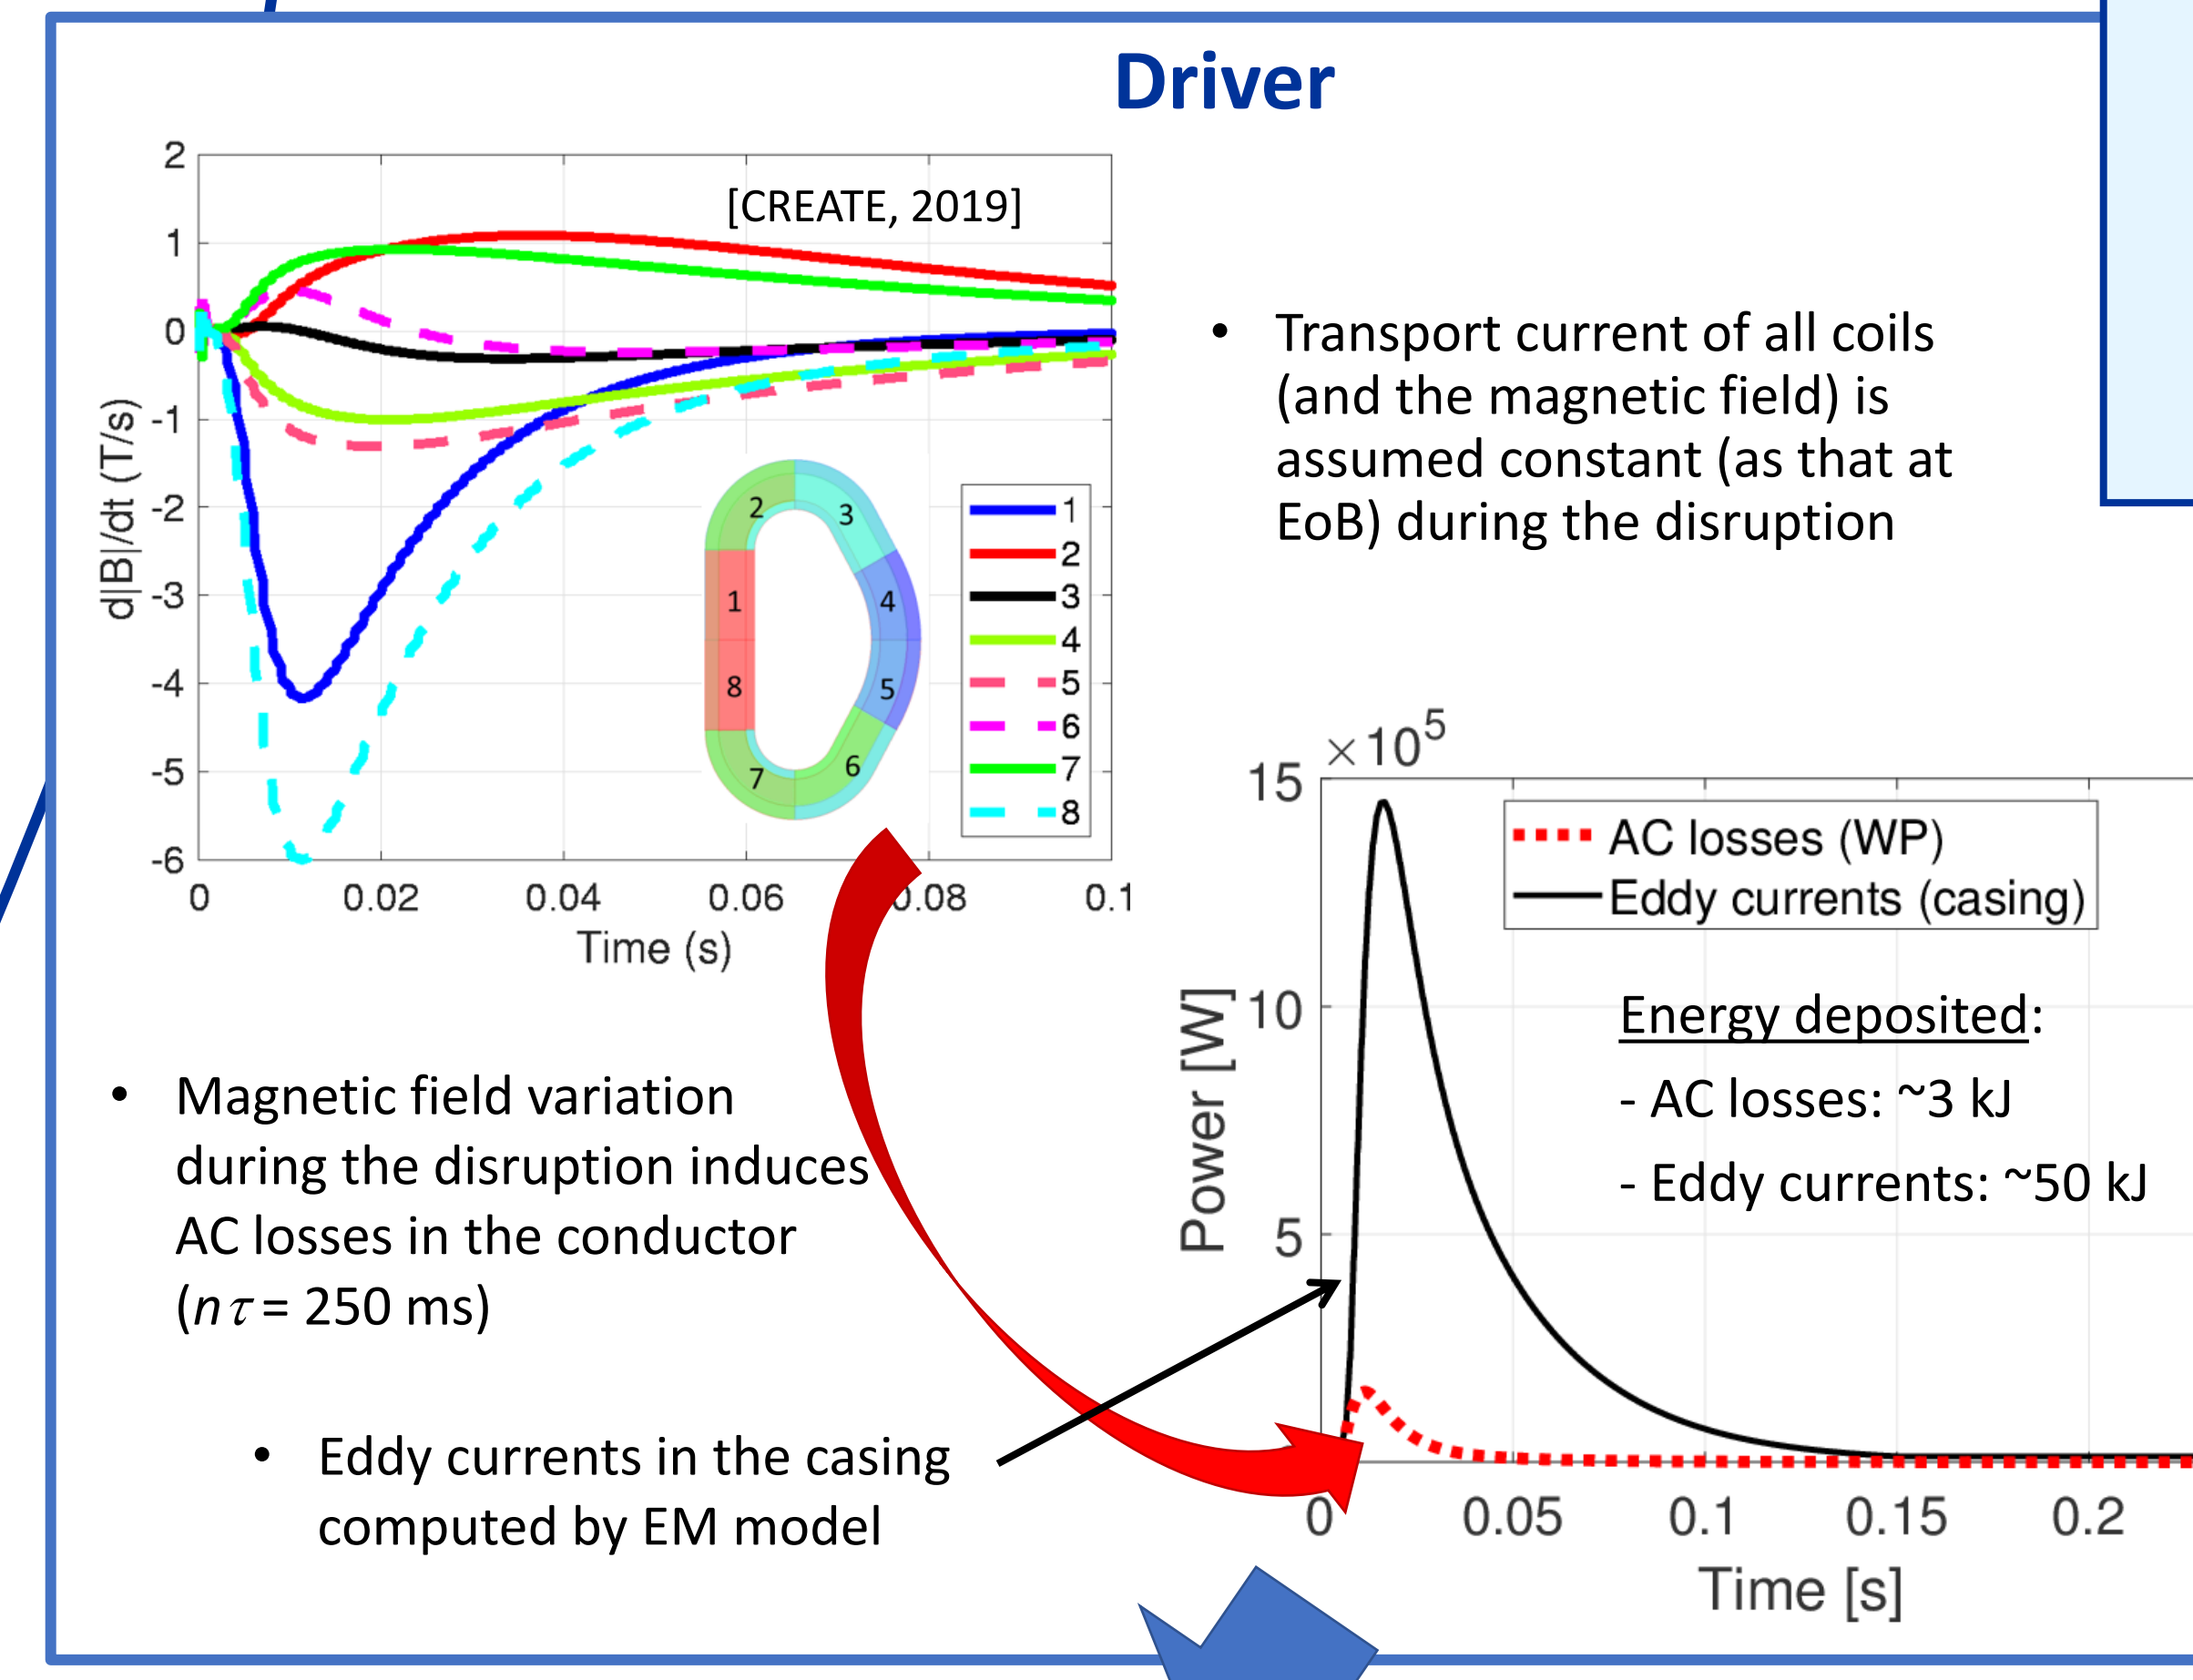 Driver
2
1
0
-1
-2
-3
-4
-5
-6
d|B|/dt (T/s)
[CREATE, 2019]
2
3
1
4
8
5
7
6
1
2
3
4
5
6
7
8
0
0.02
0.04
0.06
0.08
0.1
Time (s)
• Transport current of all coils
(and the magnetic field) is
assumed constant (as that at
EoB) during the disruption
• Magnetic field variation
during the disruption induces
AC losses in the conductor
(nτ = 250 ms)
• Eddy currents in the casing
computed by EM model
×10⁵
15
10
5
Power [W]
AC losses (WP)
Eddy currents (casing)
Energy deposited:
- AC losses: ~3 kJ
- Eddy currents: ~50 kJ
0
0.05
0.1
0.15
0.2
Time [s]